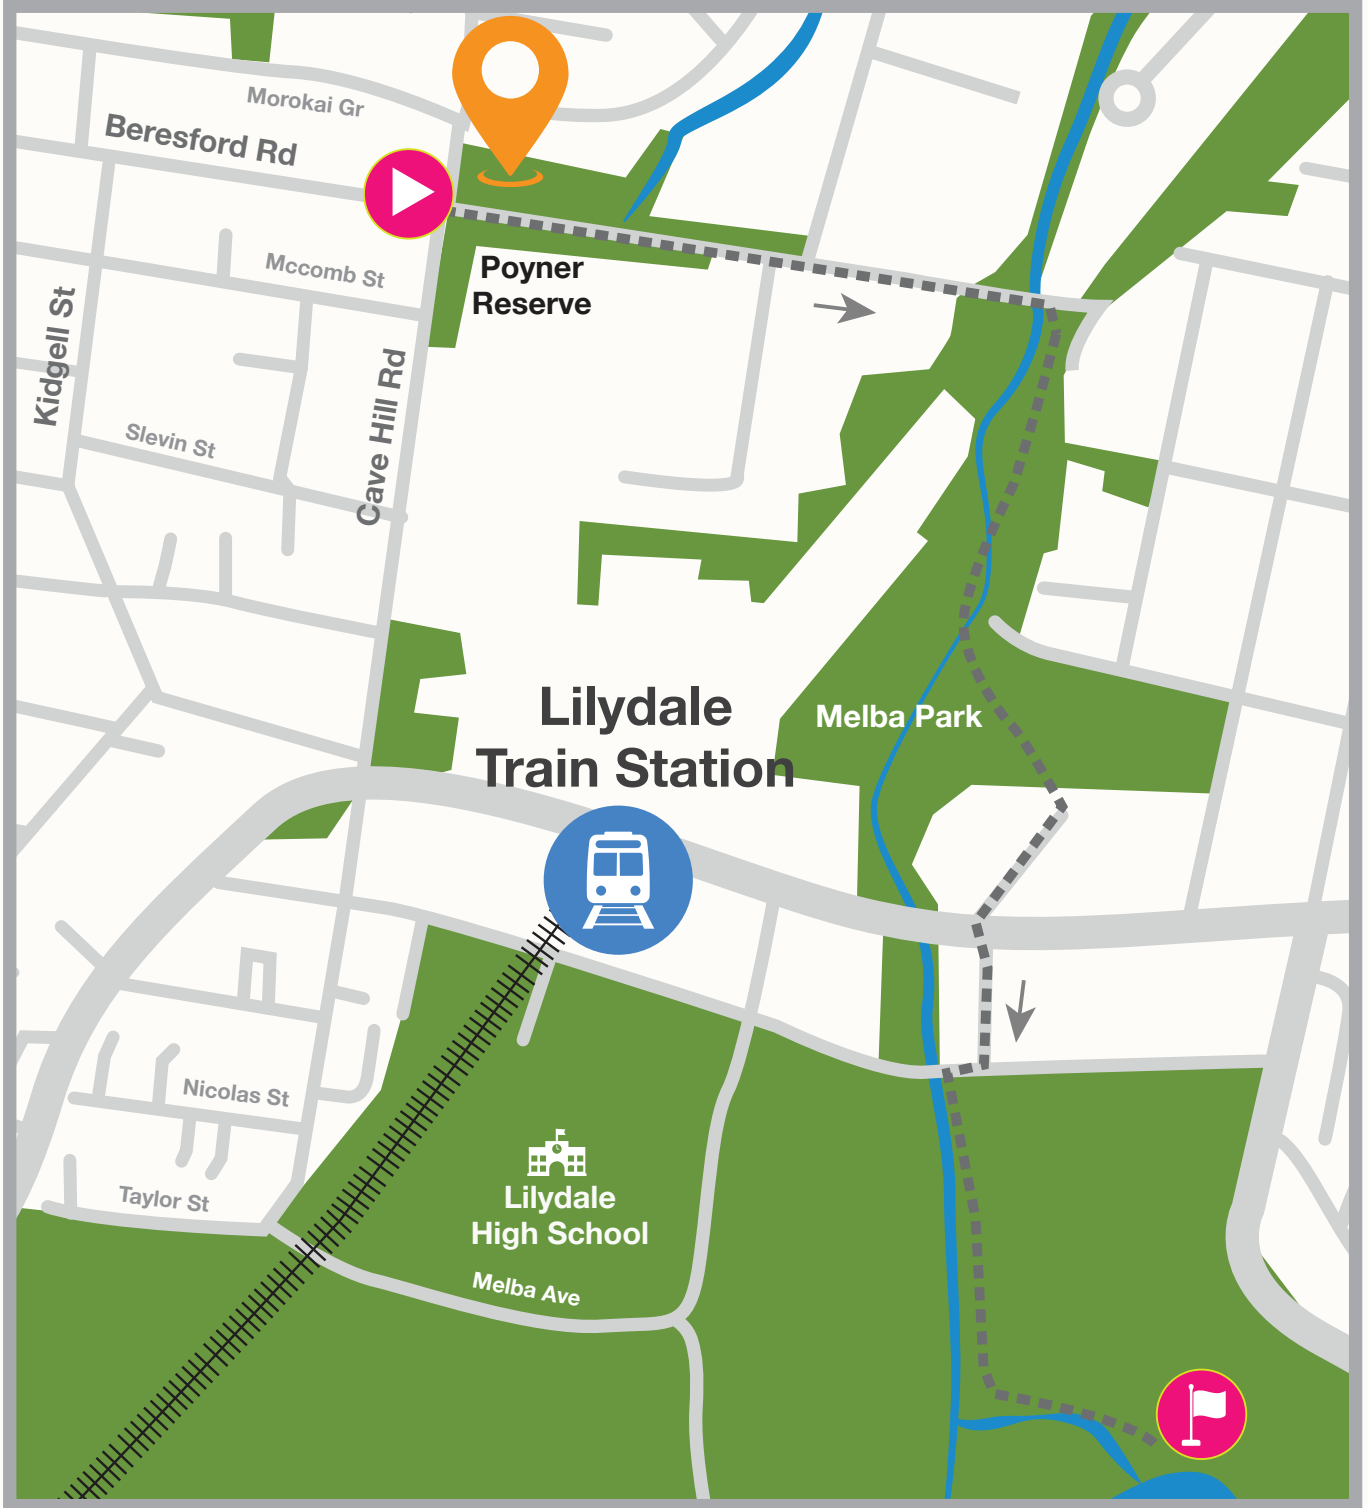 Morokai Gr
Beresford Rd
Mccomb St
Poyner
Reserve
Kidgell St
Cave Hill Rd
Slevin St
Lilydale
Train Station
Melba Park
Nicolas St
Taylor St
Lilydale
High School
Melba Ave